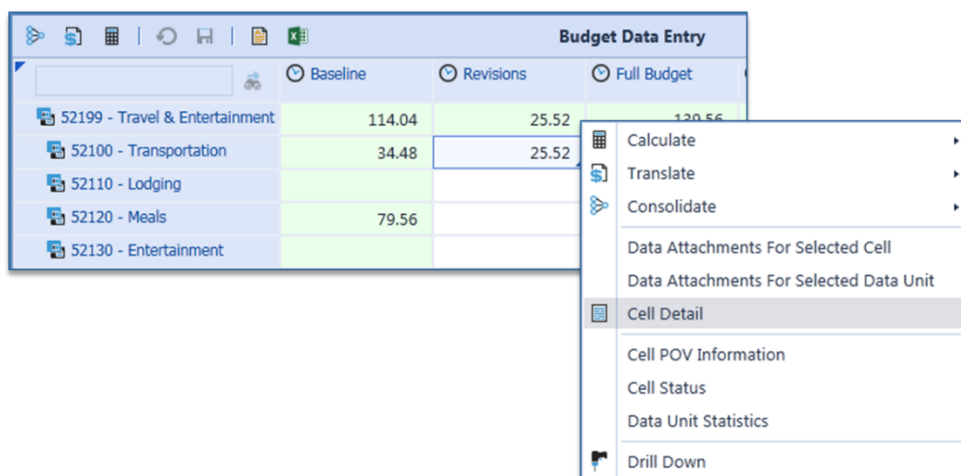 Budget Data Entry
Baseline Revisions Full Budget
52199 - Travel & Entertainment 114.04 25.52 139.56
52100 - Transportation 34.48 25.52
52110 - Lodging
52120 - Meals 79.56
52130 - Entertainment
Calculate
Translate
Consolidate
Data Attachments For Selected Cell
Data Attachments For Selected Data Unit
Cell Detail
Cell POV Information
Cell Status
Data Unit Statistics
Drill Down